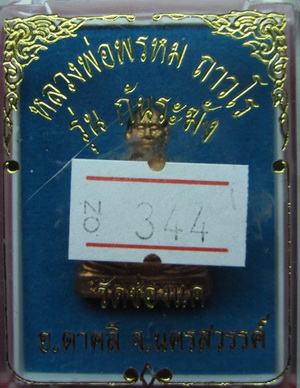 หลวงพ่อพรหม ถาวโร
รุ่น ก้นระฆัง
NO 344
วัดช่องแค
อ.ตาคลี จ.นครสวรรค์